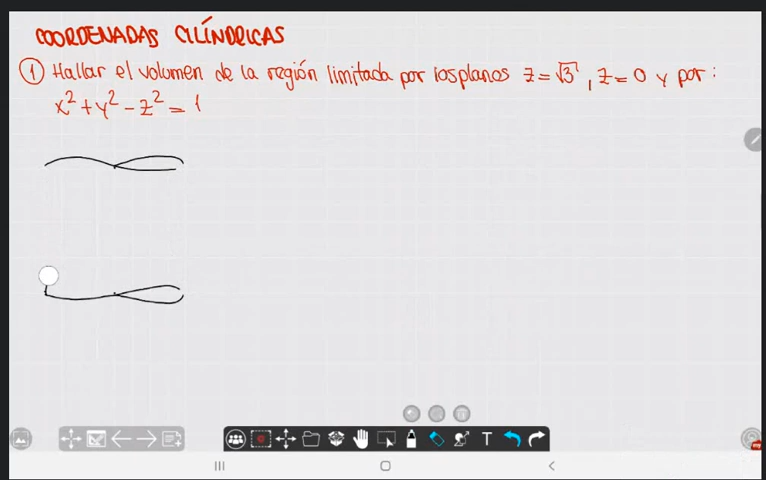 COORDENADAS CILÍNDRICAS
① Hallar el volumen de la región limitada por los planos z = √3 , z = 0 y por :
x² + y² - z² = 1
T